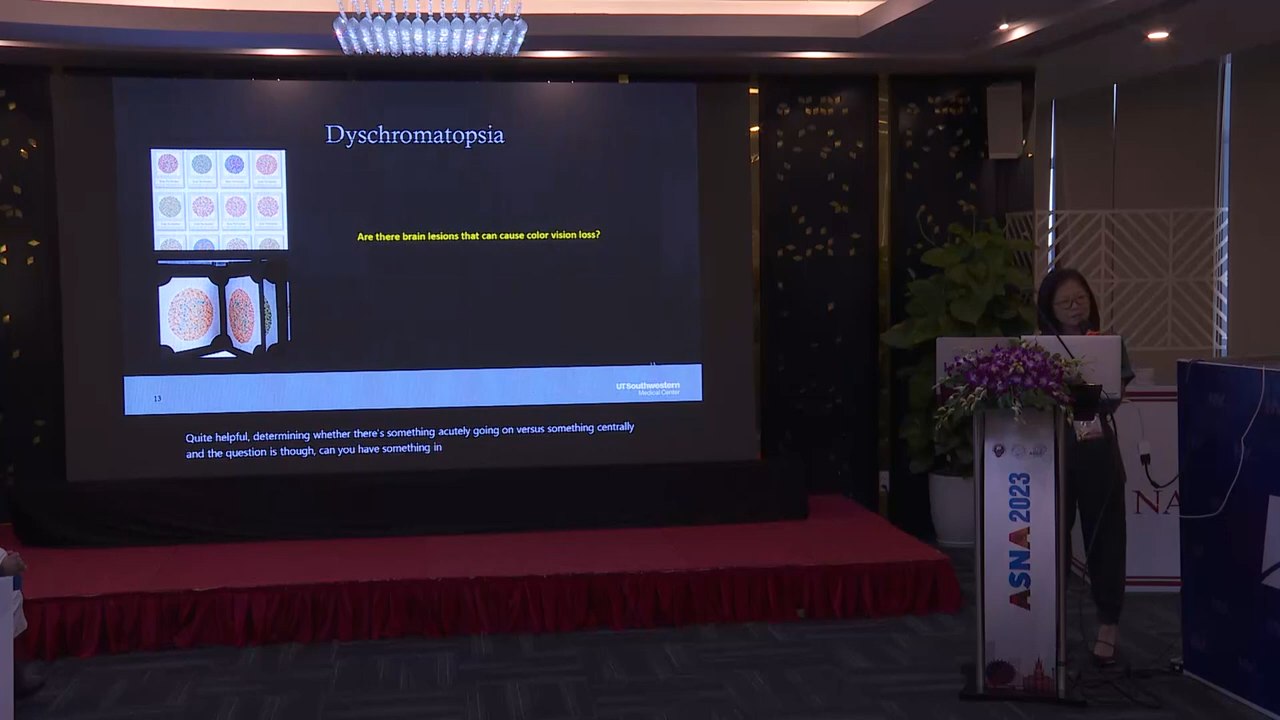 Dyschromatopsia
Are there brain lesions that can cause color vision loss?
13
UTSouthwestern
Medical Center
Quite helpful, determining whether there's something acutely going on versus something centrally
and the question is though, can you have something in
ASNA 2023
NA